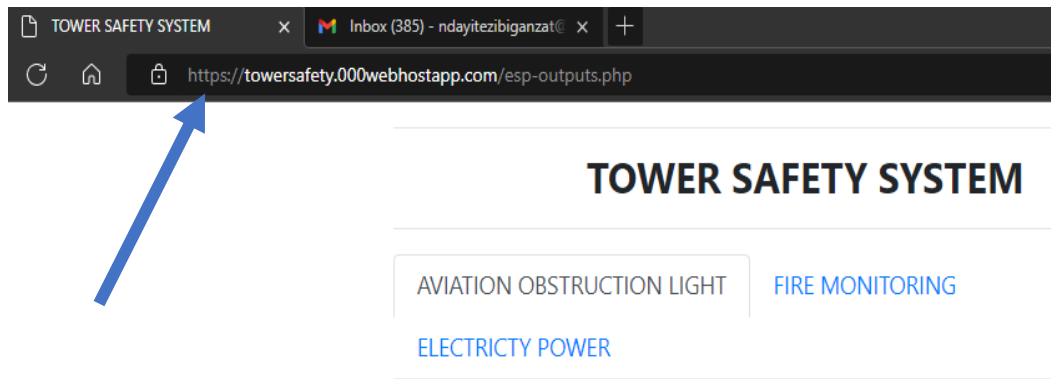 TOWER SAFETY SYSTEM Inbox (385) - ndayitezibiganzat@
https://towersafety.000webhostapp.com/esp-outputs.php
TOWER SAFETY SYSTEM
AVIATION OBSTRUCTION LIGHT FIRE MONITORING
ELECTRICTY POWER